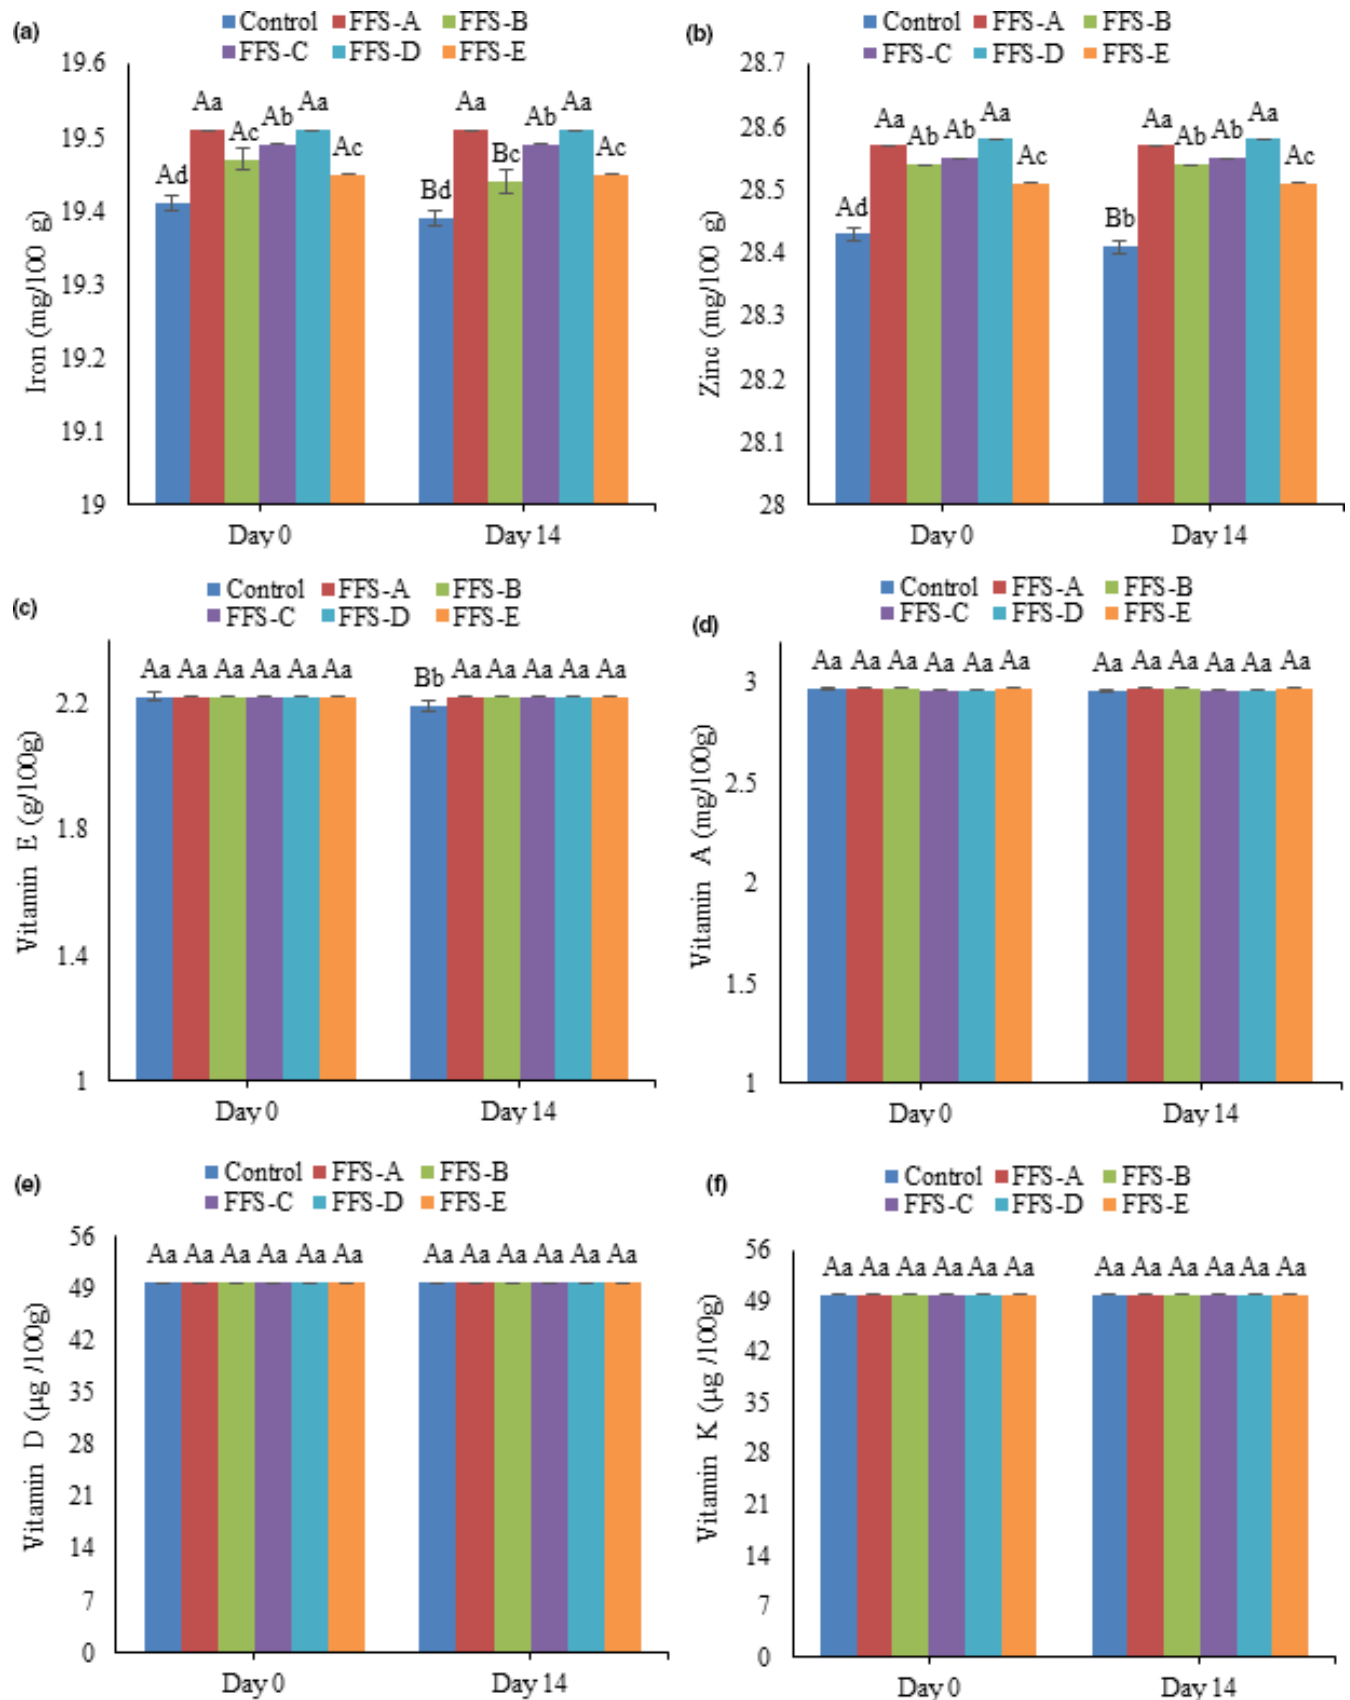 (a)
Control FFS-A FFS-B
FFS-C FFS-D FFS-E
19.6
19.5
19.4
19.3
19.2
19.1
19
Iron (mg/100 g)
Ad Aa Ac Ab Aa Ac
Bd Aa Bc Ab Aa Ac
Day 0 Day 14
(b)
Control FFS-A FFS-B
FFS-C FFS-D FFS-E
28.7
28.6
28.5
28.4
28.3
28.2
28.1
28
Zinc (mg/100 g)
Ad Aa Ab Ab Aa Ac
Bb Aa Ab Ab Aa Ac
Day 0 Day 14
(c)
Control FFS-A FFS-B
FFS-C FFS-D FFS-E
2.2
1.8
1.4
1
Vitamin E (g/100g)
Aa Aa Aa Aa Aa Aa
Bb Aa Aa Aa Aa Aa
Day 0 Day 14
(d)
Control FFS-A FFS-B
FFS-C FFS-D FFS-E
3
2.5
2
1.5
1
Vitamin A (mg/100g)
Aa Aa Aa Aa Aa Aa
Aa Aa Aa Aa Aa Aa
Day 0 Day 14
(e)
Control FFS-A FFS-B
FFS-C FFS-D FFS-E
56
49
42
35
28
21
14
7
0
Vitamin D (µg /100g)
Aa Aa Aa Aa Aa Aa
Aa Aa Aa Aa Aa Aa
Day 0 Day 14
(f)
Control FFS-A FFS-B
FFS-C FFS-D FFS-E
56
49
42
35
28
21
14
7
0
Vitamin K (µg /100g)
Aa Aa Aa Aa Aa Aa
Aa Aa Aa Aa Aa Aa
Day 0 Day 14